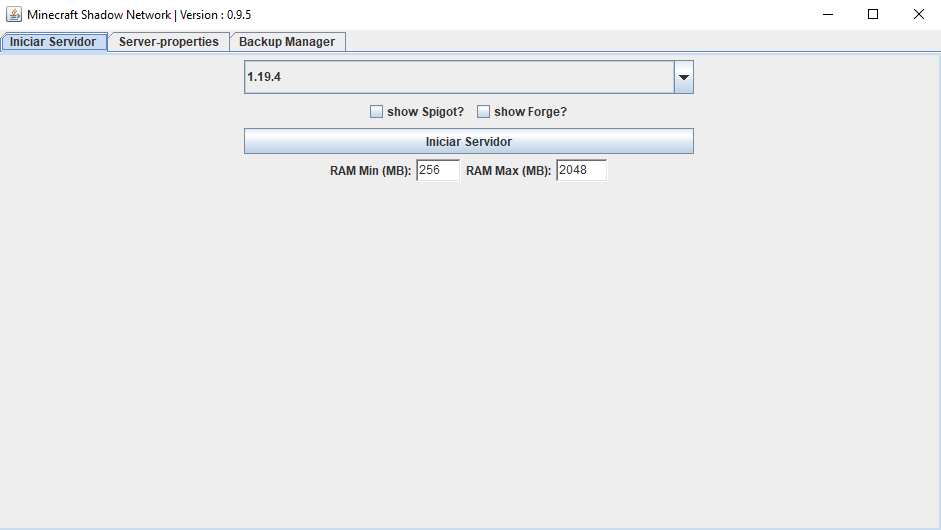 Minecraft Shadow Network | Version : 0.9.5
Iniciar Servidor Server-properties Backup Manager
1.19.4
show Spigot? show Forge?
Iniciar Servidor
RAM Min (MB): 256 RAM Max (MB): 2048